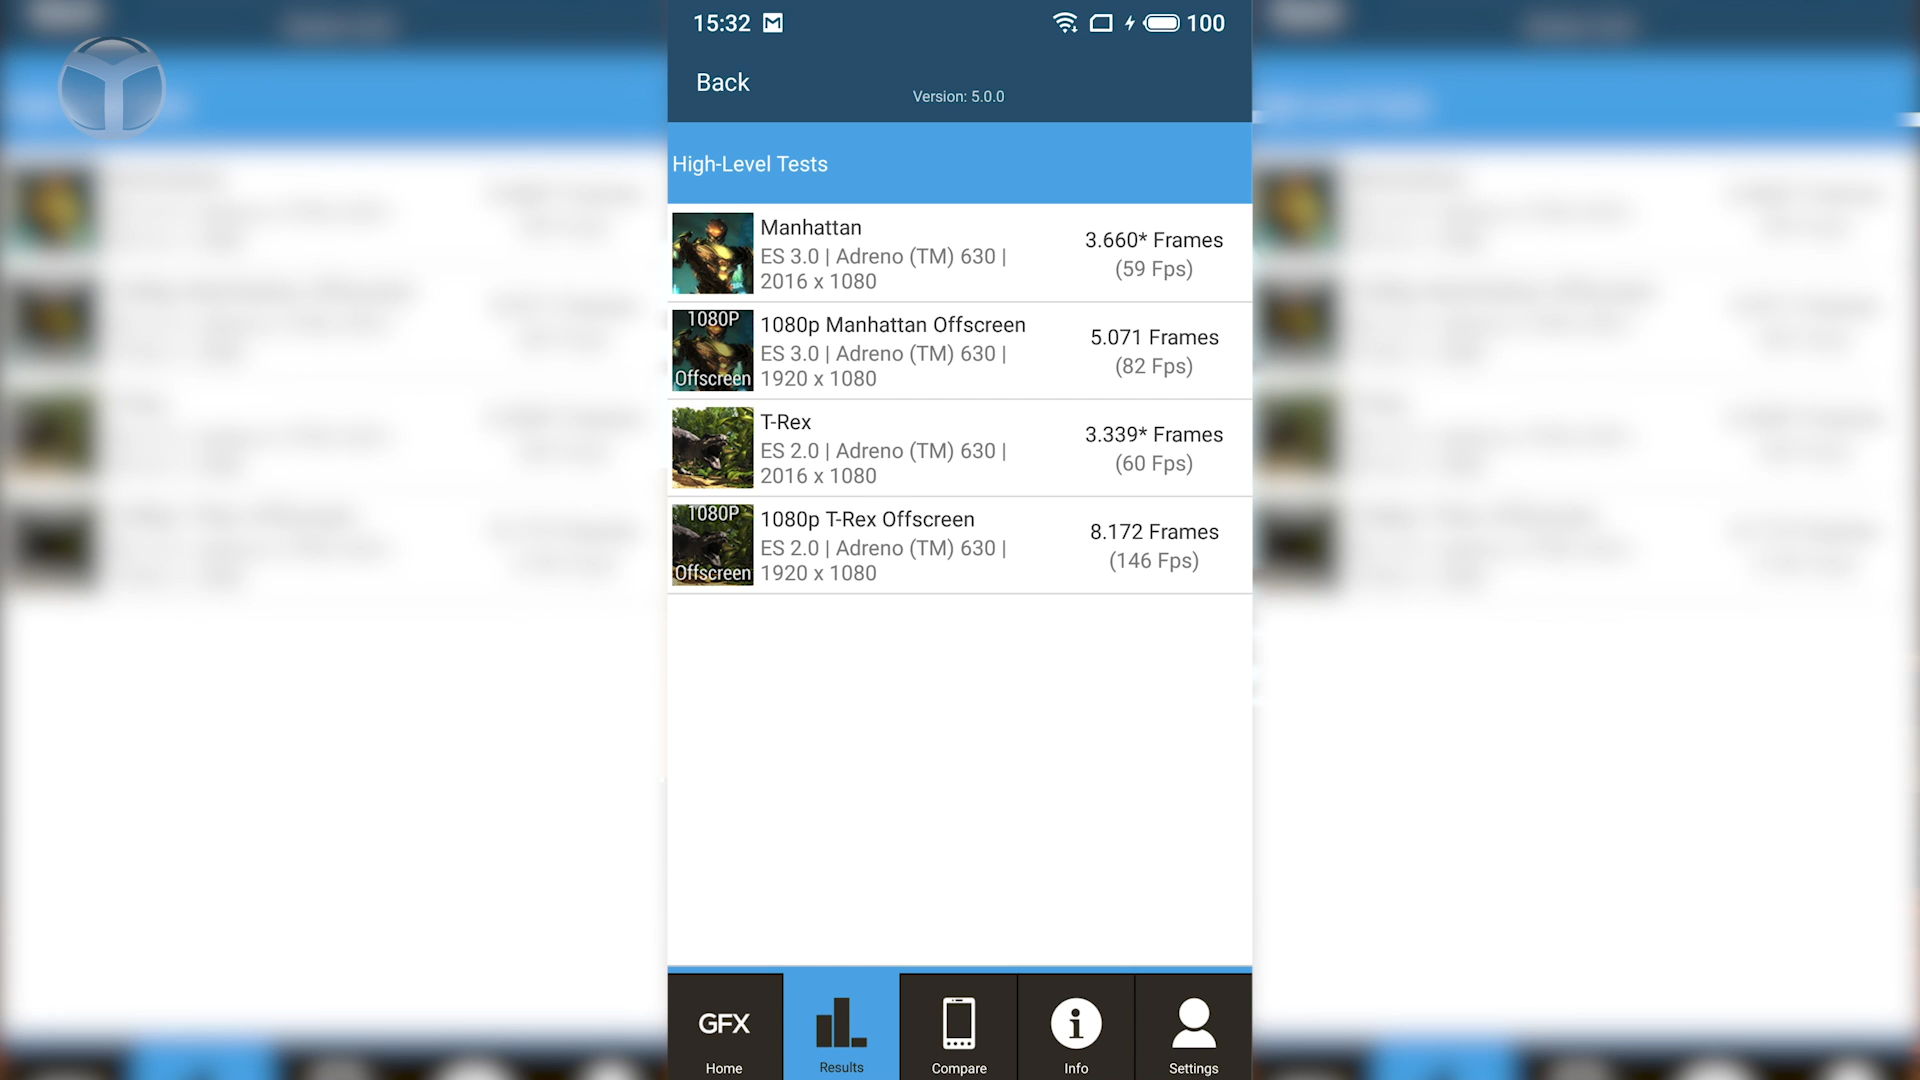 15:32
100
Back
Version: 5.0.0
High-Level Tests
Manhattan
ES 3.0 | Adreno (TM) 630 |
2016 x 1080
3.660* Frames
(59 Fps)
1080P
Offscreen
1080p Manhattan Offscreen
ES 3.0 | Adreno (TM) 630 |
1920 x 1080
5.071 Frames
(82 Fps)
T-Rex
ES 2.0 | Adreno (TM) 630 |
2016 x 1080
3.339* Frames
(60 Fps)
1080P
Offscreen
1080p T-Rex Offscreen
ES 2.0 | Adreno (TM) 630 |
1920 x 1080
8.172 Frames
(146 Fps)
GFX
Home
Results
Compare
Info
Settings